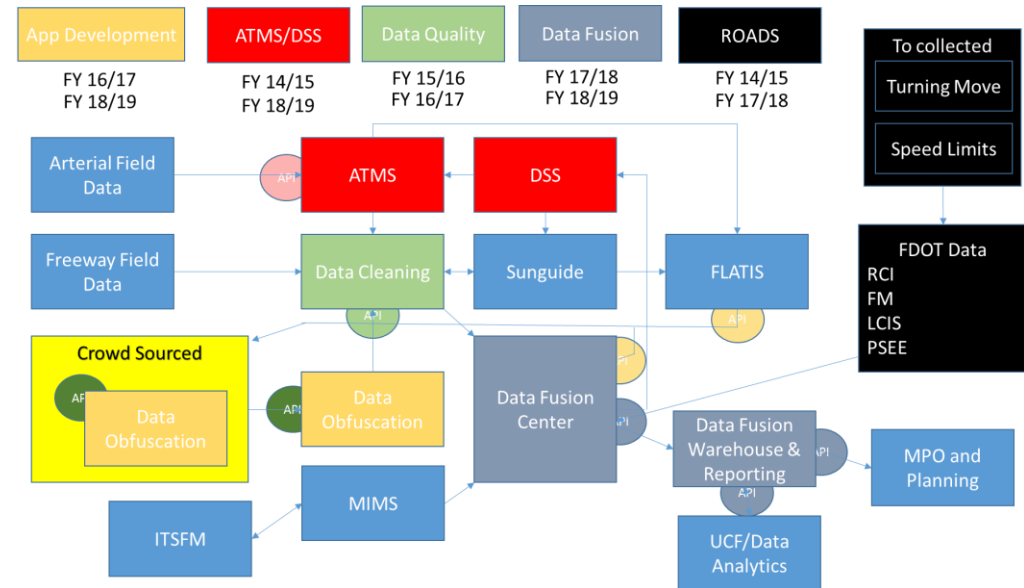 App Development
ATMS/DSS
Data Quality
Data Fusion
ROADS
FY 16/17
FY 18/19
FY 14/15
FY 18/19
FY 15/16
FY 16/17
FY 17/18
FY 18/19
FY 14/15
FY 17/18
To collected
Turning Move
Speed Limits
Arterial Field
Data
API
ATMS
DSS
Freeway Field
Data
Data Cleaning
Sunguide
FLATIS
FDOT Data
RCI
FM
LCIS
PSEE
API
API
Crowd Sourced
API
Data
Obfuscation
API
Data
Obfuscation
Data Fusion
Center
API
API
Data Fusion
Warehouse &
Reporting
API
MPO and
Planning
MIMS
API
ITSFM
UCF/Data
Analytics